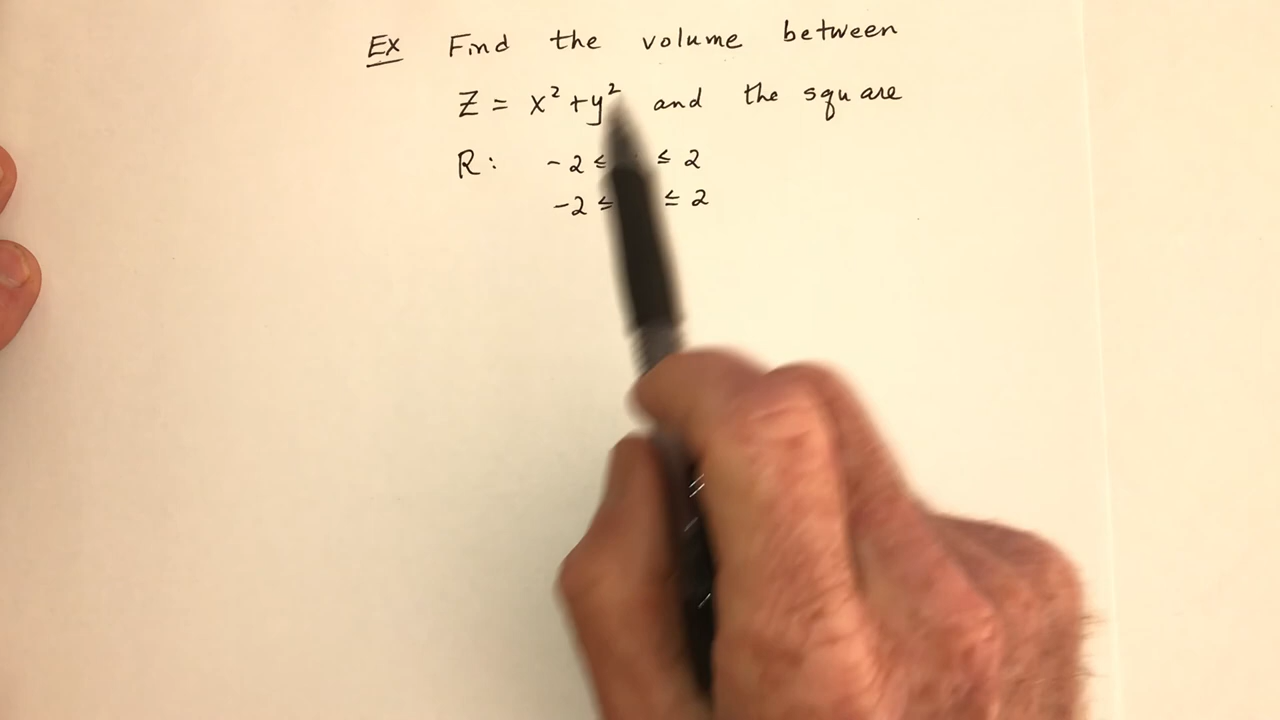 Ex Find the volume between
Z = x² + y² and the square
R: -2 ≤ ≤ 2
-2 ≤ ≤ 2